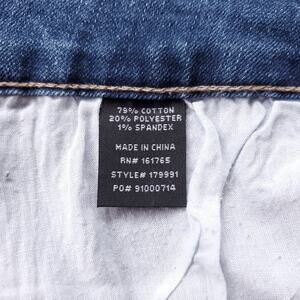 79% COTTON
20% POLYESTER
1% SPANDEX
MADE IN CHINA
RN# 161765
STYLE# 179991
PO# 91000714